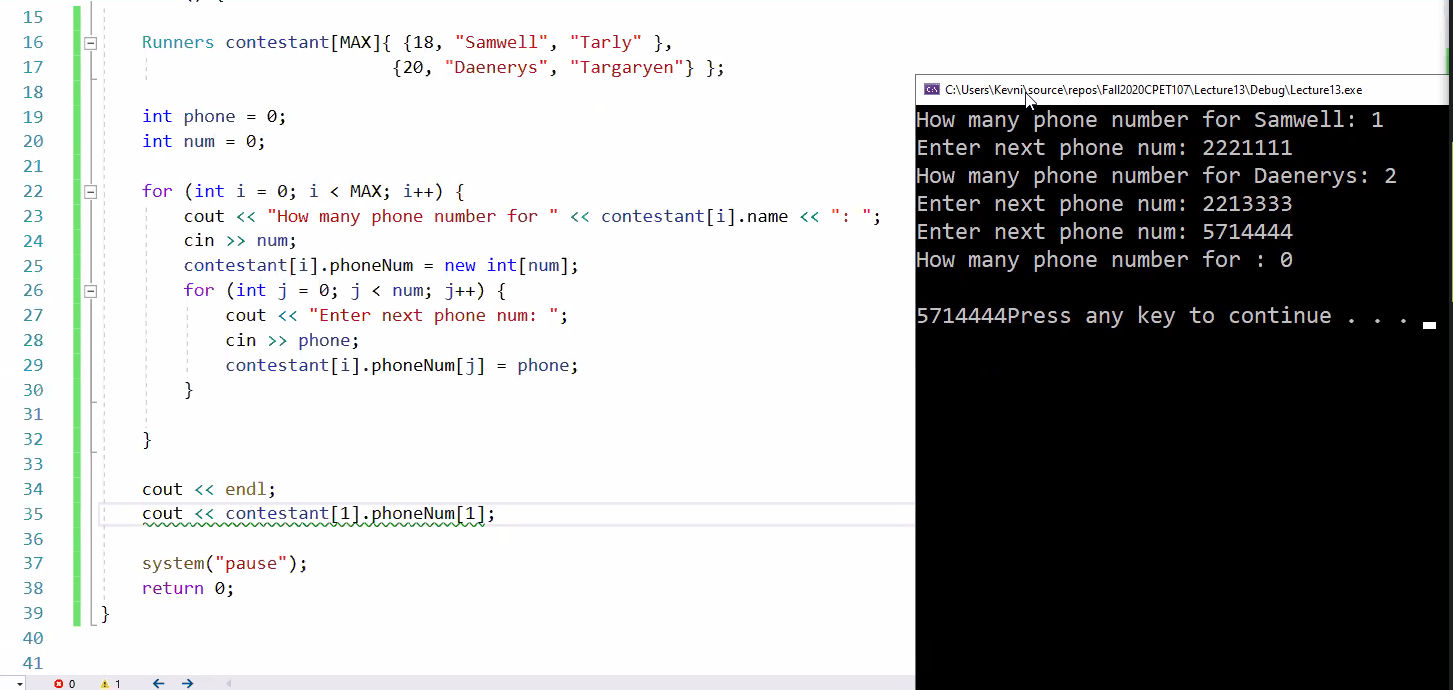 15
16 Runners contestant[MAX]{ {18, "Samwell", "Tarly" },
17 {20, "Daenerys", "Targaryen"} };
18
19 int phone = 0;
20 int num = 0;
21
22 for (int i = 0; i < MAX; i++) {
23 cout << "How many phone number for " << contestant[i].name << ": ";
24 cin >> num;
25 contestant[i].phoneNum = new int[num];
26 for (int j = 0; j < num; j++) {
27 cout << "Enter next phone num: ";
28 cin >> phone;
29 contestant[i].phoneNum[j] = phone;
30 }
31
32 }
33
34 cout << endl;
35 cout << contestant[1].phoneNum[1];
36
37 system("pause");
38 return 0;
39 }
40
41
0 1
C:\Users\Kevni\source\repos\Fall2020CPET107\Lecture13\Debug\Lecture13.exe
How many phone number for Samwell: 1
Enter next phone num: 2221111
How many phone number for Daenerys: 2
Enter next phone num: 2213333
Enter next phone num: 5714444
How many phone number for : 0
5714444Press any key to continue . . .